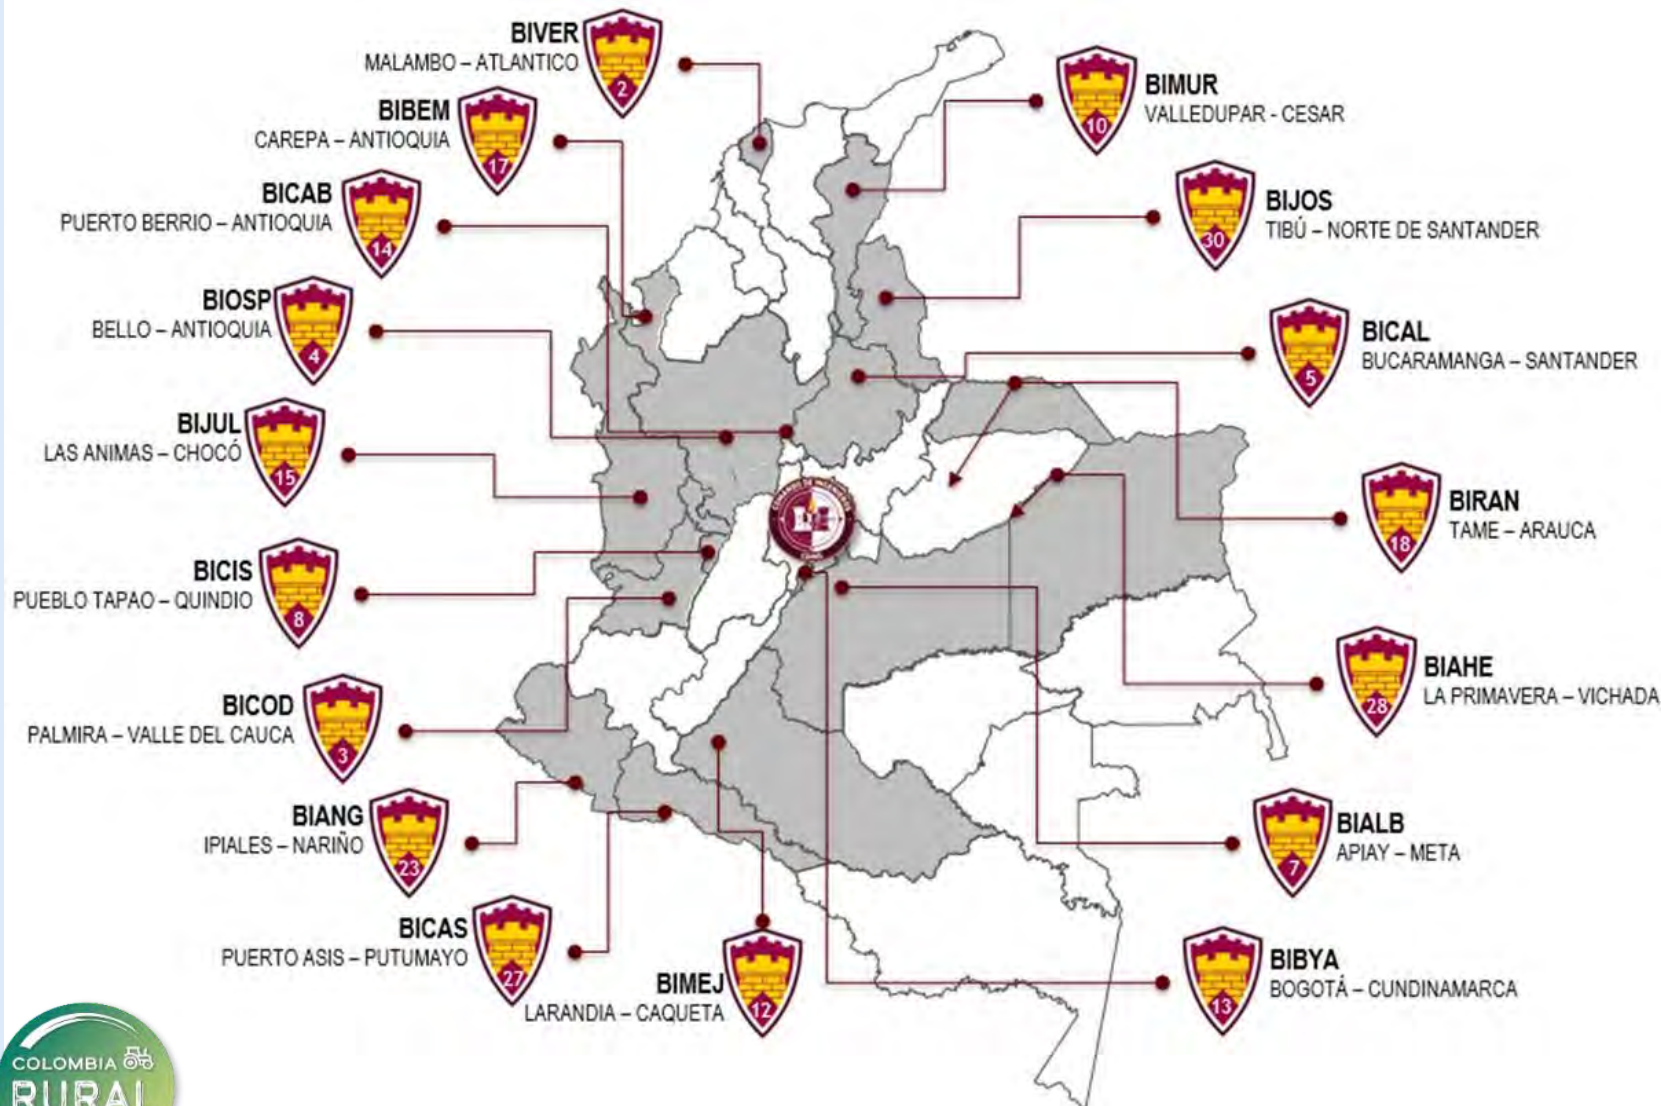 BIVER
MALAMBO – ATLANTICO
2
BIBEM
CAREPA – ANTIOQUIA
17
BICAB
PUERTO BERRIO – ANTIOQUIA
14
BIOSP
BELLO – ANTIOQUIA
4
BIJUL
LAS ANIMAS – CHOCÓ
15
BICIS
PUEBLO TAPAO – QUINDIO
8
BICOD
PALMIRA – VALLE DEL CAUCA
3
BIANG
IPIALES – NARIÑO
23
BICAS
PUERTO ASIS – PUTUMAYO
27
BIMEJ
LARANDIA – CAQUETA
12
BIMUR
VALLEDUPAR - CESAR
10
BIJOS
TIBÚ – NORTE DE SANTANDER
30
BICAL
BUCARAMANGA – SANTANDER
5
BIRAN
TAME – ARAUCA
18
BIAHE
LA PRIMAVERA – VICHADA
28
BIALB
APIAY – META
7
BIBYA
BOGOTÁ – CUNDINAMARCA
13
COLOMBIA
RURAL